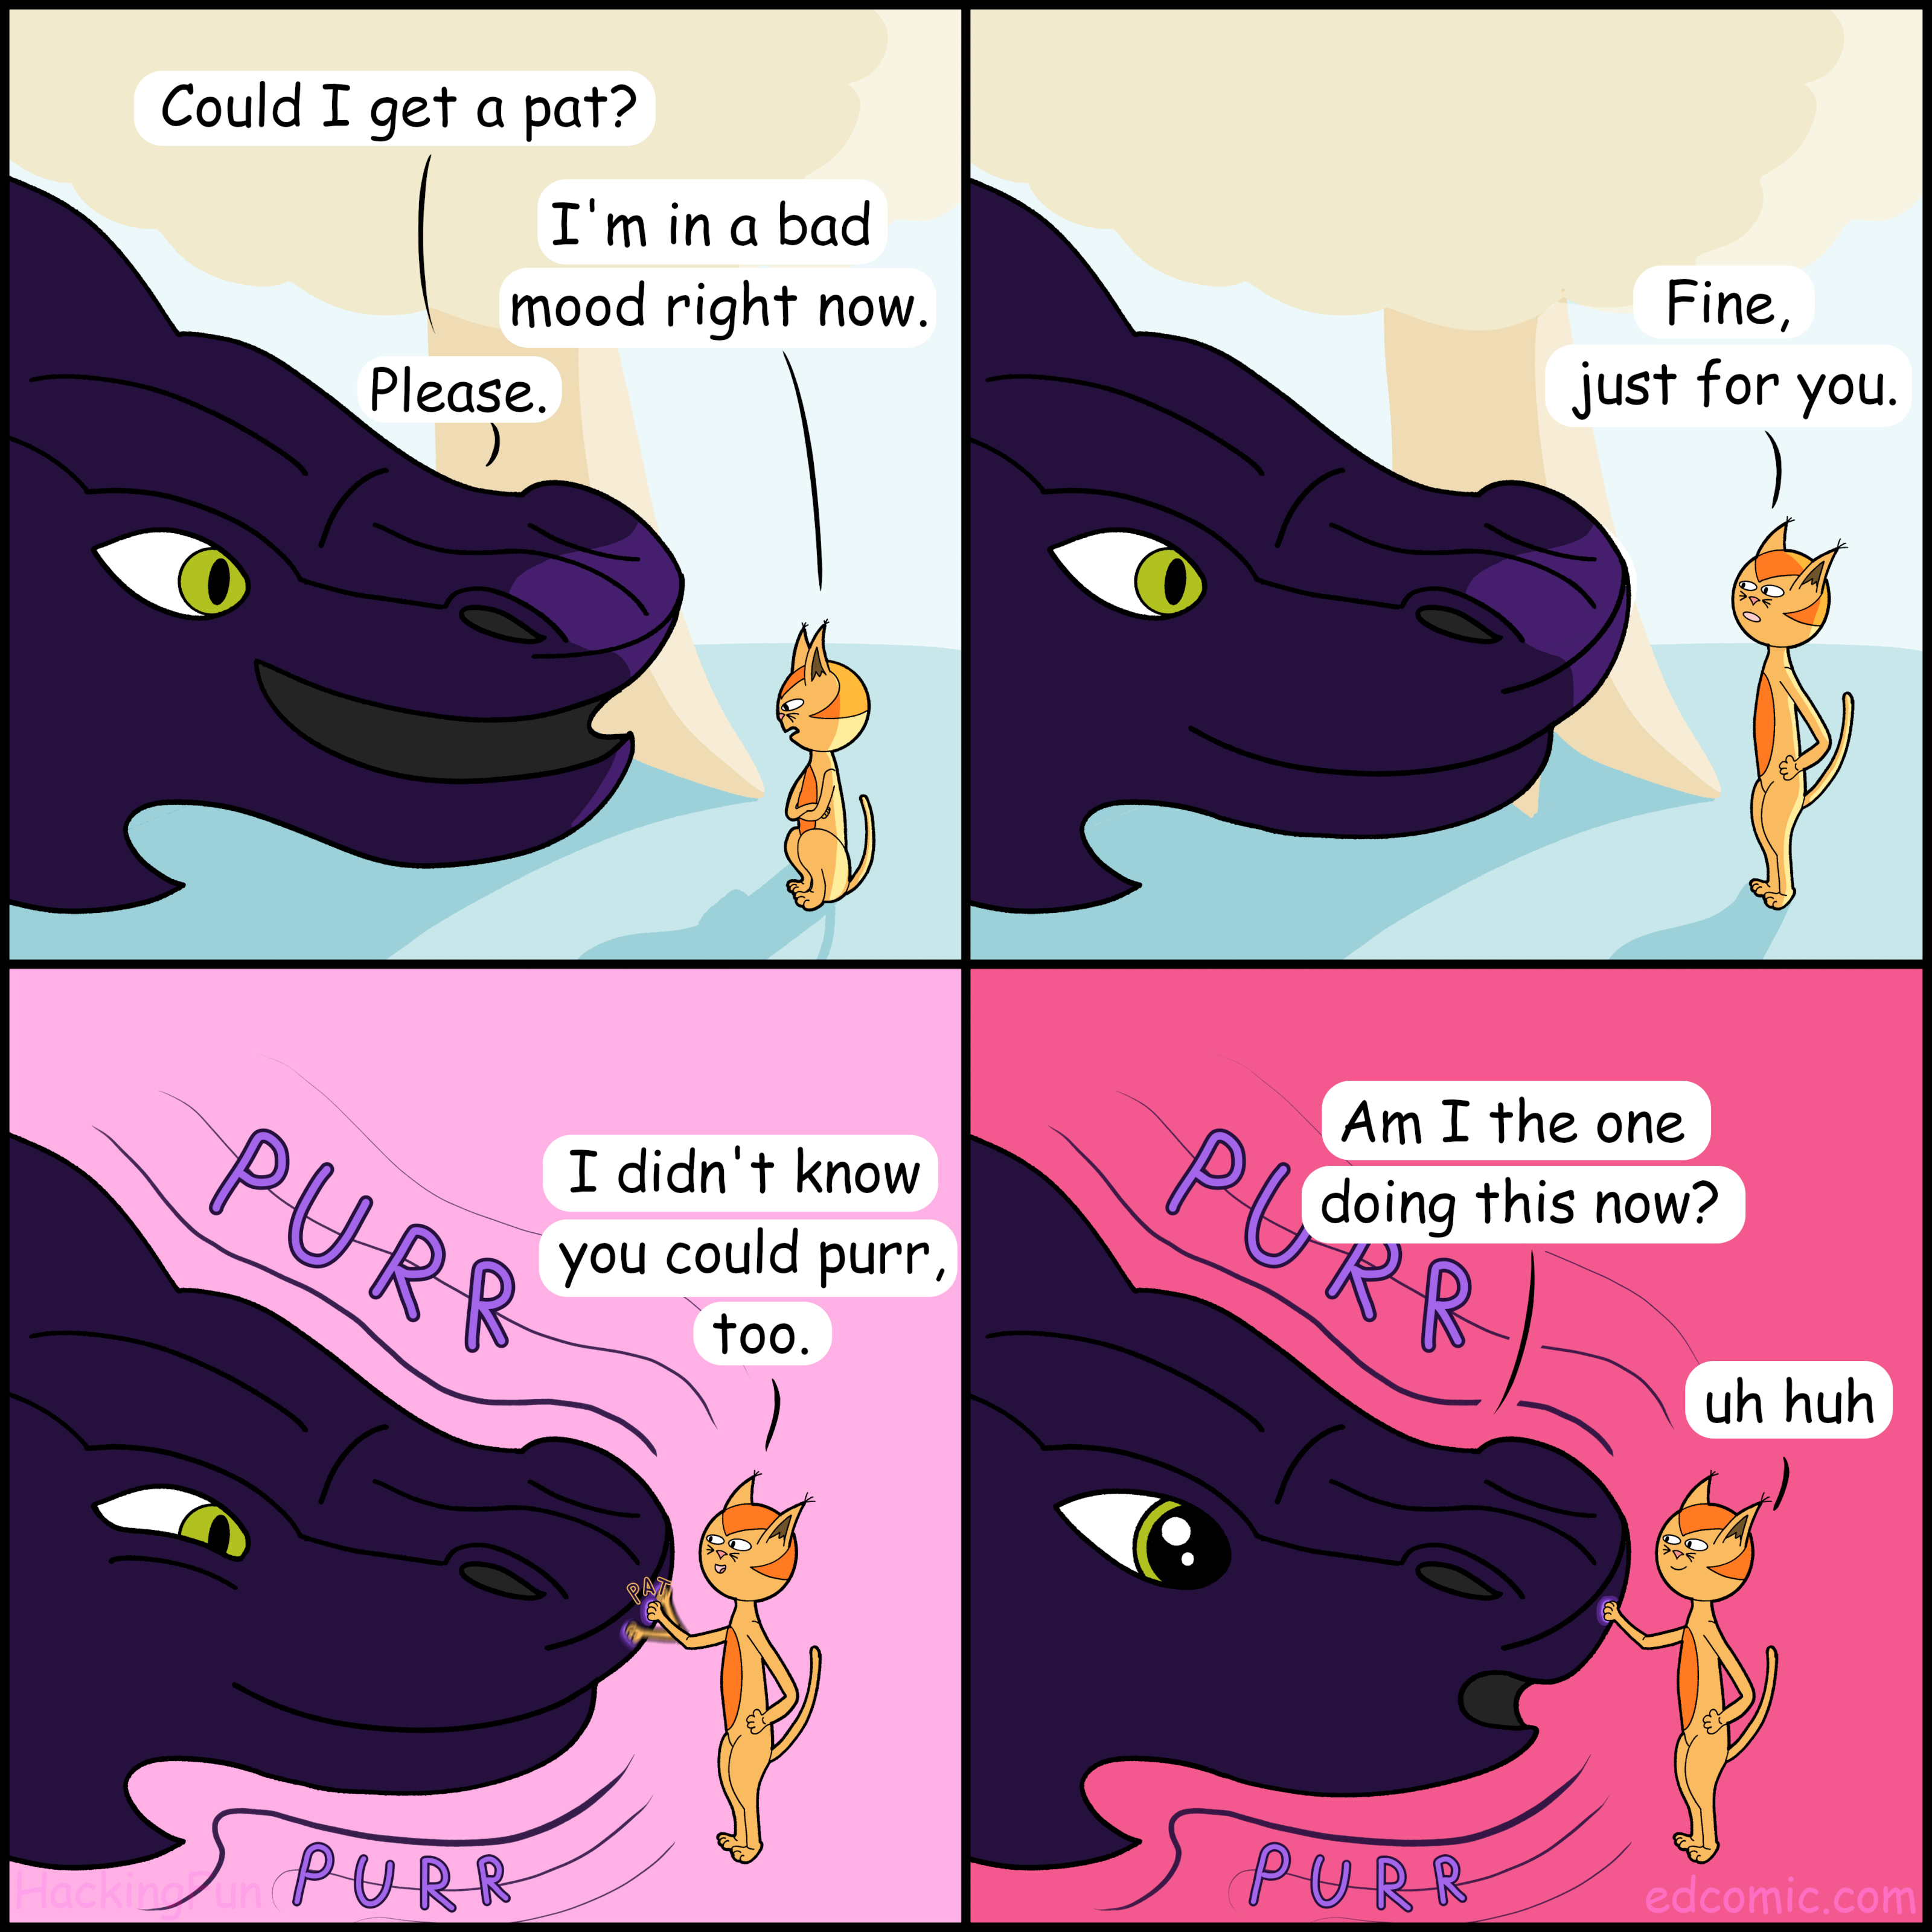 Could I get a pat?
I'm in a bad
mood right now.
Please.
Fine,
just for you.
PURR
I didn't know
you could purr,
too.
PAT
PURR
HackingFun
PURR
Am I the one
doing this now?
uh huh
PURR
edcomic.com